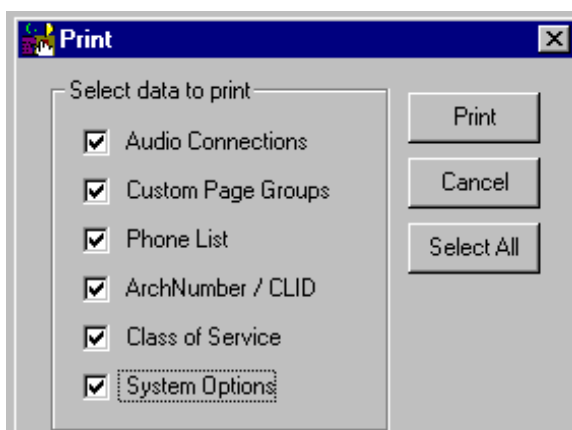 Print
Select data to print
Audio Connections
Custom Page Groups
Phone List
ArchNumber / CLID
Class of Service
System Options
Print
Cancel
Select All